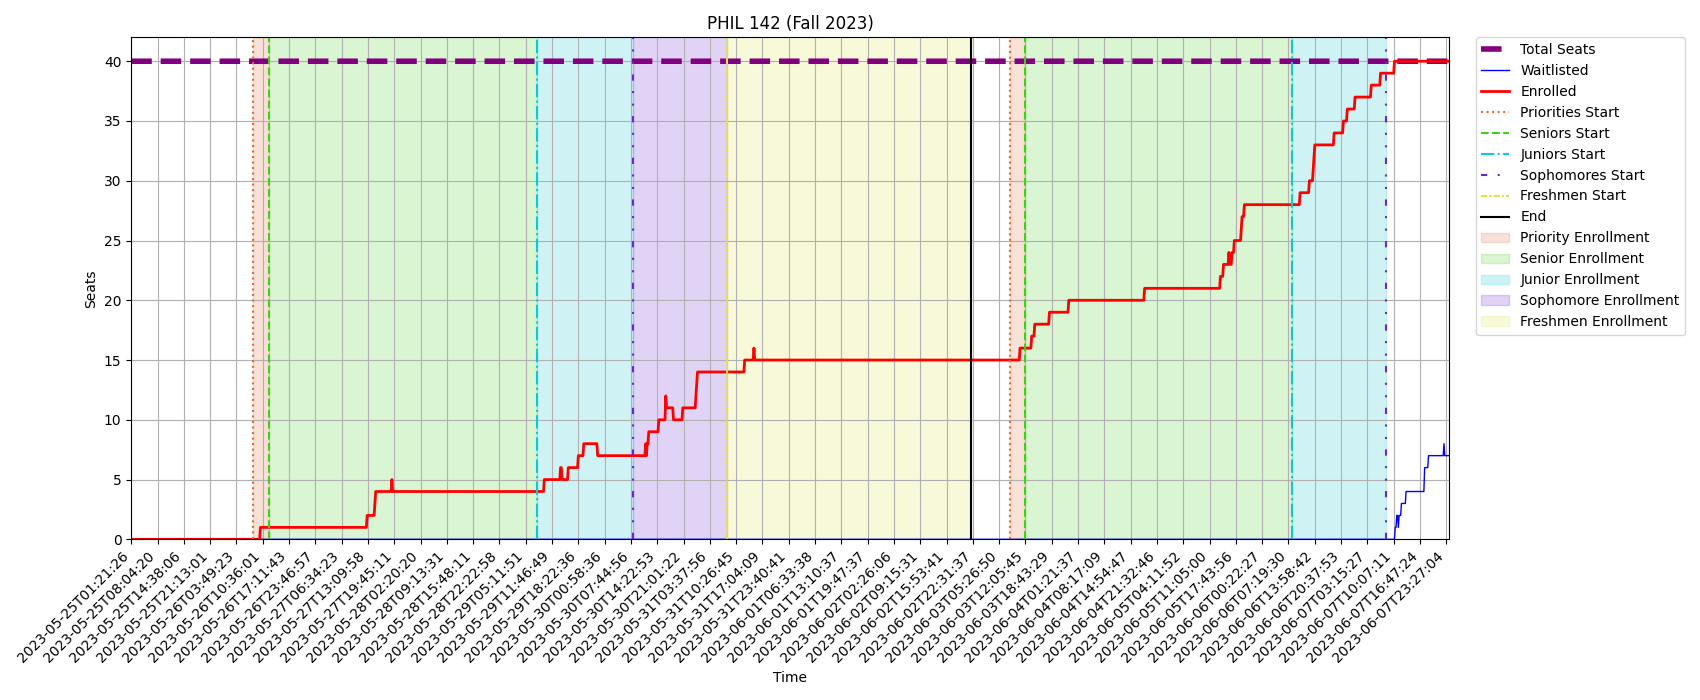 PHIL 142 (Fall 2023)
Seats
40
35
30
25
20
15
10
5
0
2023-05-25T01:21:26
2023-05-25T08:04:20
2023-05-25T14:38:06
2023-05-25T21:13:01
2023-05-26T03:49:23
2023-05-26T10:36:01
2023-05-26T17:11:43
2023-05-26T23:46:57
2023-05-27T06:34:23
2023-05-27T13:09:58
2023-05-27T19:45:11
2023-05-28T02:20:20
2023-05-28T09:13:31
2023-05-28T15:48:11
2023-05-28T22:22:58
2023-05-29T05:11:51
2023-05-29T11:46:49
2023-05-29T18:22:36
2023-05-30T00:58:36
2023-05-30T07:44:56
2023-05-30T14:22:53
2023-05-30T21:01:22
2023-05-31T03:37:56
2023-05-31T10:26:45
2023-05-31T17:04:09
2023-05-31T23:40:41
2023-06-01T06:33:38
2023-06-01T13:10:37
2023-06-01T19:47:37
2023-06-02T02:26:06
2023-06-02T09:15:31
2023-06-02T15:53:41
2023-06-02T22:31:37
2023-06-03T05:26:50
2023-06-03T12:05:45
2023-06-03T18:43:29
2023-06-04T01:21:37
2023-06-04T08:17:09
2023-06-04T14:54:47
2023-06-04T21:32:46
2023-06-05T04:11:52
2023-06-05T11:05:00
2023-06-05T17:43:56
2023-06-06T00:22:27
2023-06-06T07:19:30
2023-06-06T13:58:42
2023-06-06T20:37:53
2023-06-07T03:15:27
2023-06-07T10:07:11
2023-06-07T16:47:24
2023-06-07T23:27:04
Time
Total Seats
Waitlisted
Enrolled
Priorities Start
Seniors Start
Juniors Start
Sophomores Start
Freshmen Start
End
Priority Enrollment
Senior Enrollment
Junior Enrollment
Sophomore Enrollment
Freshmen Enrollment